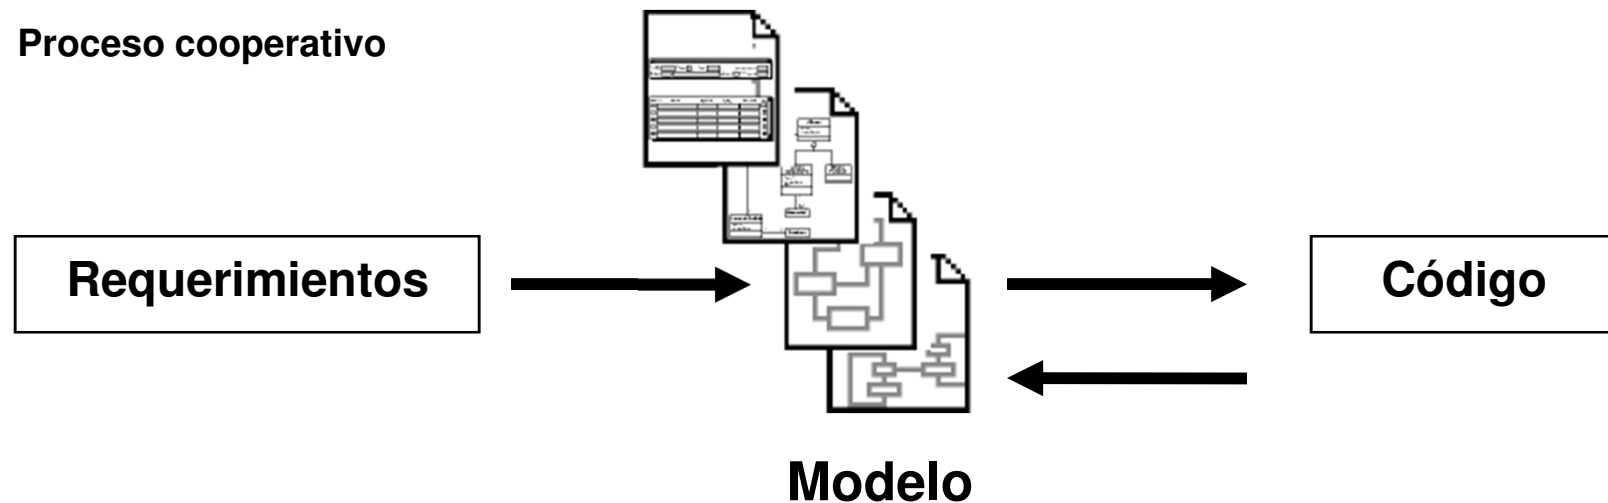 Proceso cooperativo
Requerimientos
Código
Modelo